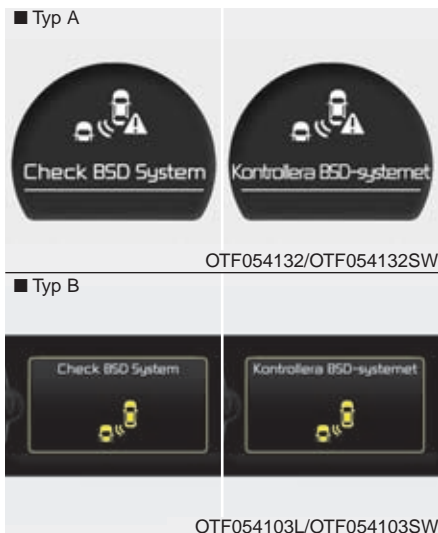 ■ Typ A
Check BSD System
Kontrollera BSD-systemet
OTF054132/OTF054132SW
■ Typ B
Check BSD System
Kontrollera BSD-systemet
OTF054103L/OTF054103SW